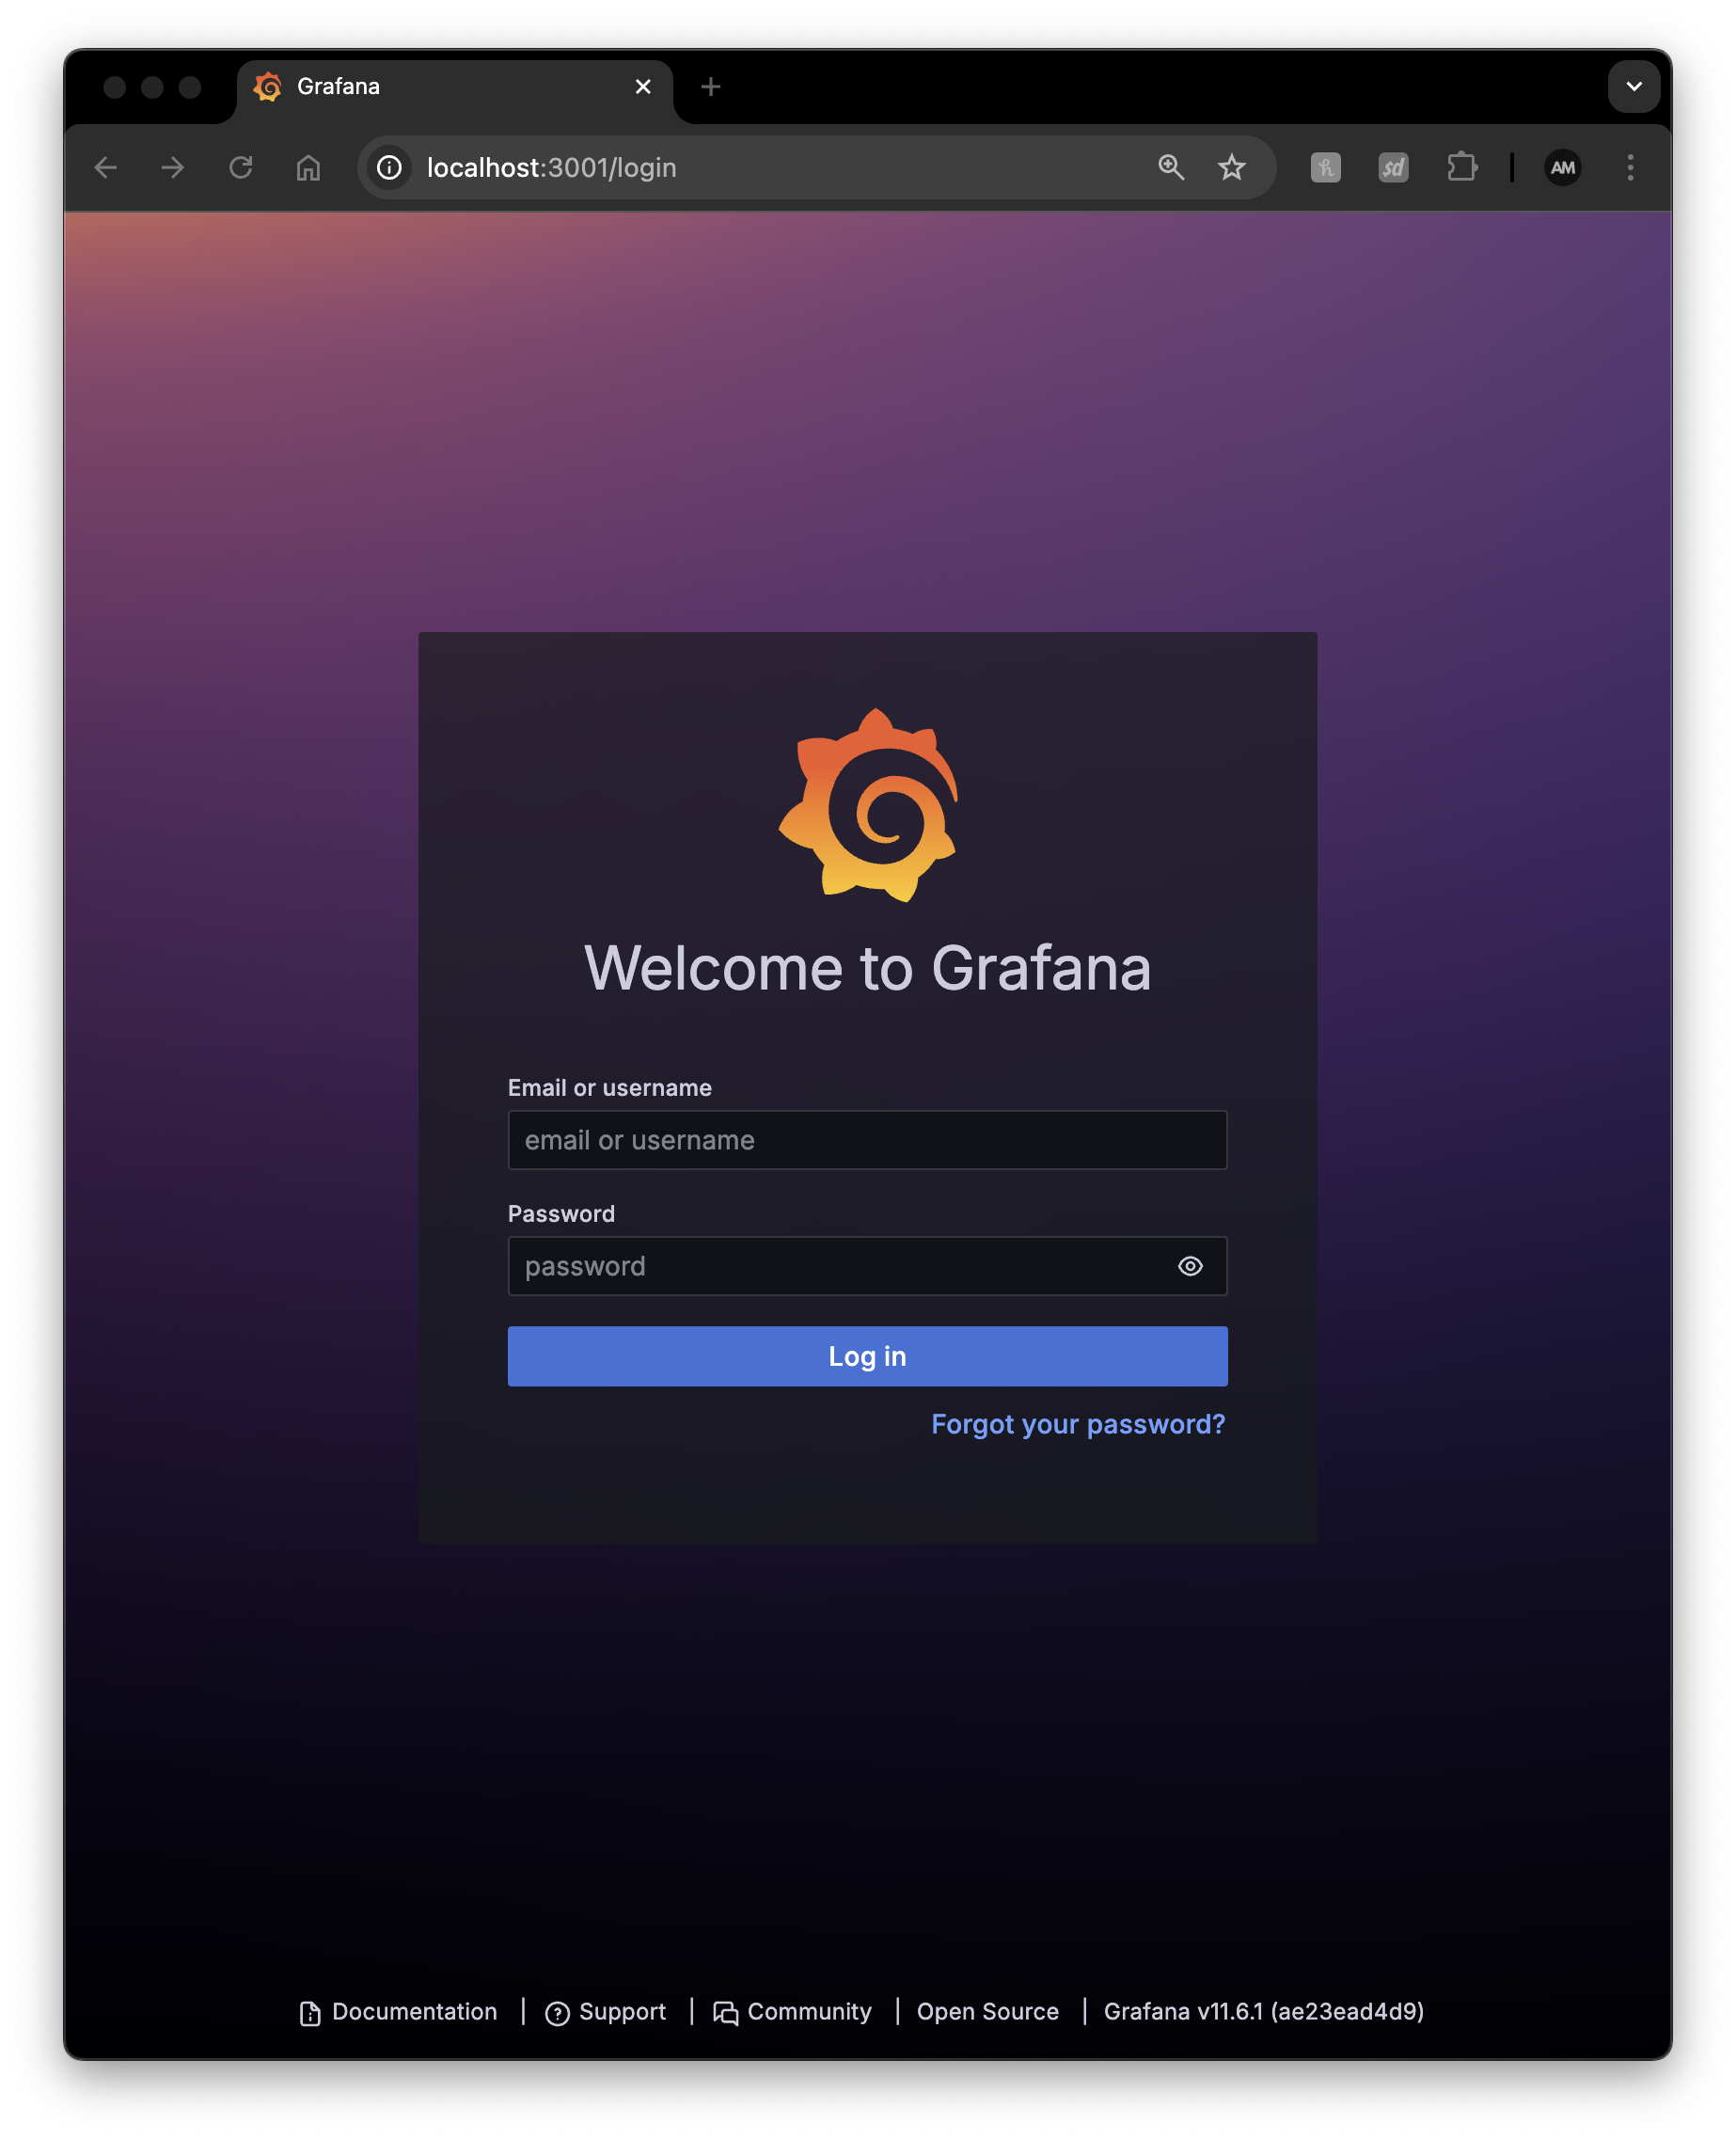 Grafana
localhost:3001/login
AM
Welcome to Grafana
Email or username
email or username
Password
password
Log in
Forgot your password?
Documentation | Support | Community | Open Source | Grafana v11.6.1 (ae23ead4d9)